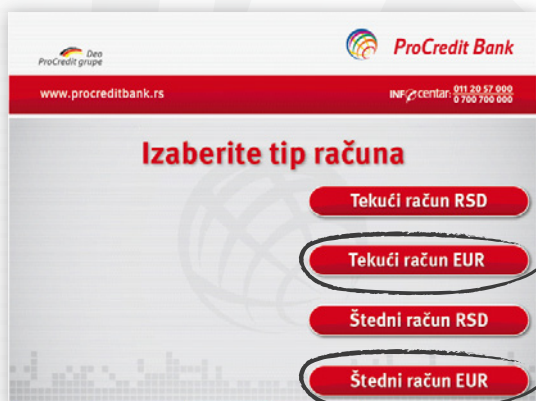 Deo
ProCredit grupe
ProCredit Bank
www.procreditbank.rs
INF centar: 011 20 57 000
0 700 700 000
Izaberite tip računa
Tekući račun RSD
Tekući račun EUR
Štedni račun RSD
Štedni račun EUR